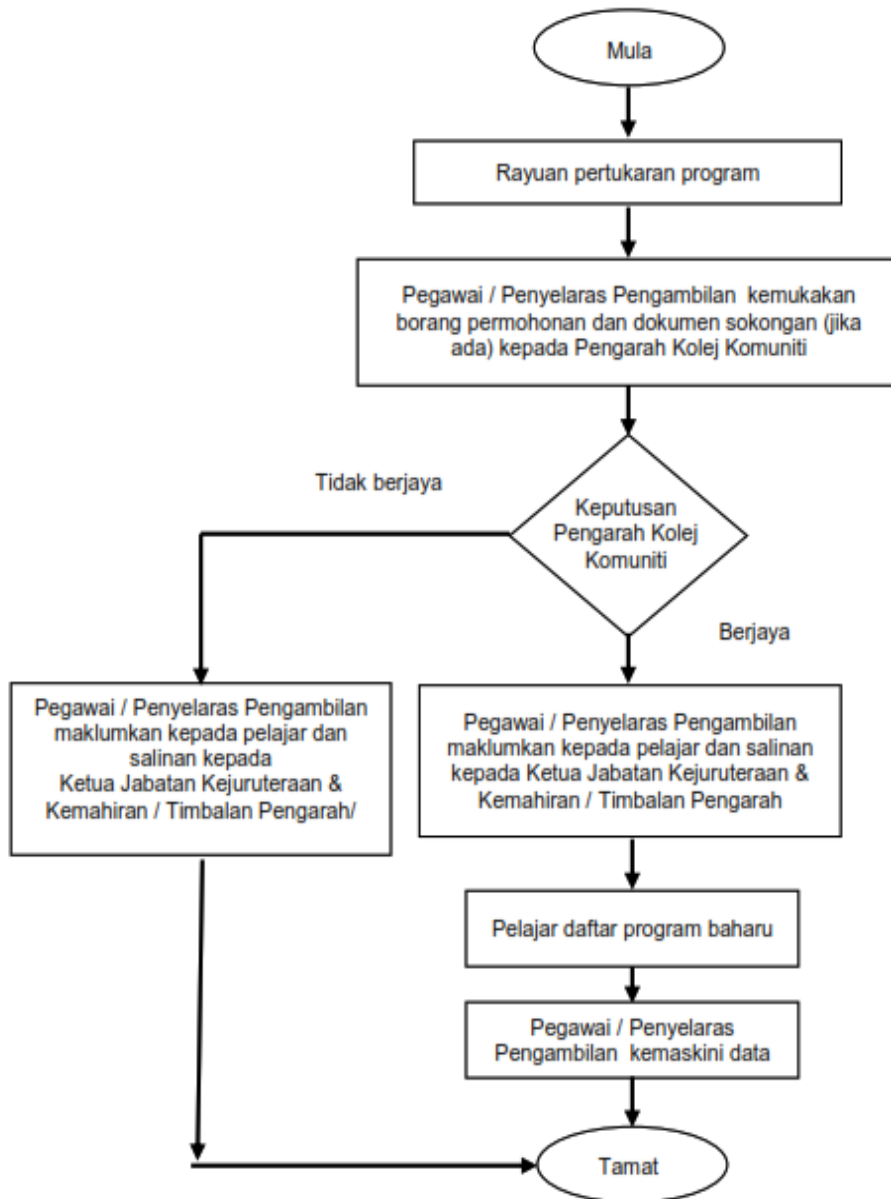 Mula
Rayuan pertukaran program
Pegawai / Penyelaras Pengambilan kemukakan
borang permohonan dan dokumen sokongan (jika
ada) kepada Pengarah Kolej Komuniti
Tidak berjaya
Keputusan
Pengarah Kolej
Komuniti
Berjaya
Pegawai / Penyelaras Pengambilan
maklumkan kepada pelajar dan
salinan kepada
Ketua Jabatan Kejuruteraan &
Kemahiran / Timbalan Pengarah/
Pegawai / Penyelaras Pengambilan
maklumkan kepada pelajar dan salinan
kepada Ketua Jabatan Kejuruteraan &
Kemahiran / Timbalan Pengarah
Pelajar daftar program baharu
Pegawai / Penyelaras
Pengambilan kemaskini data
Tamat